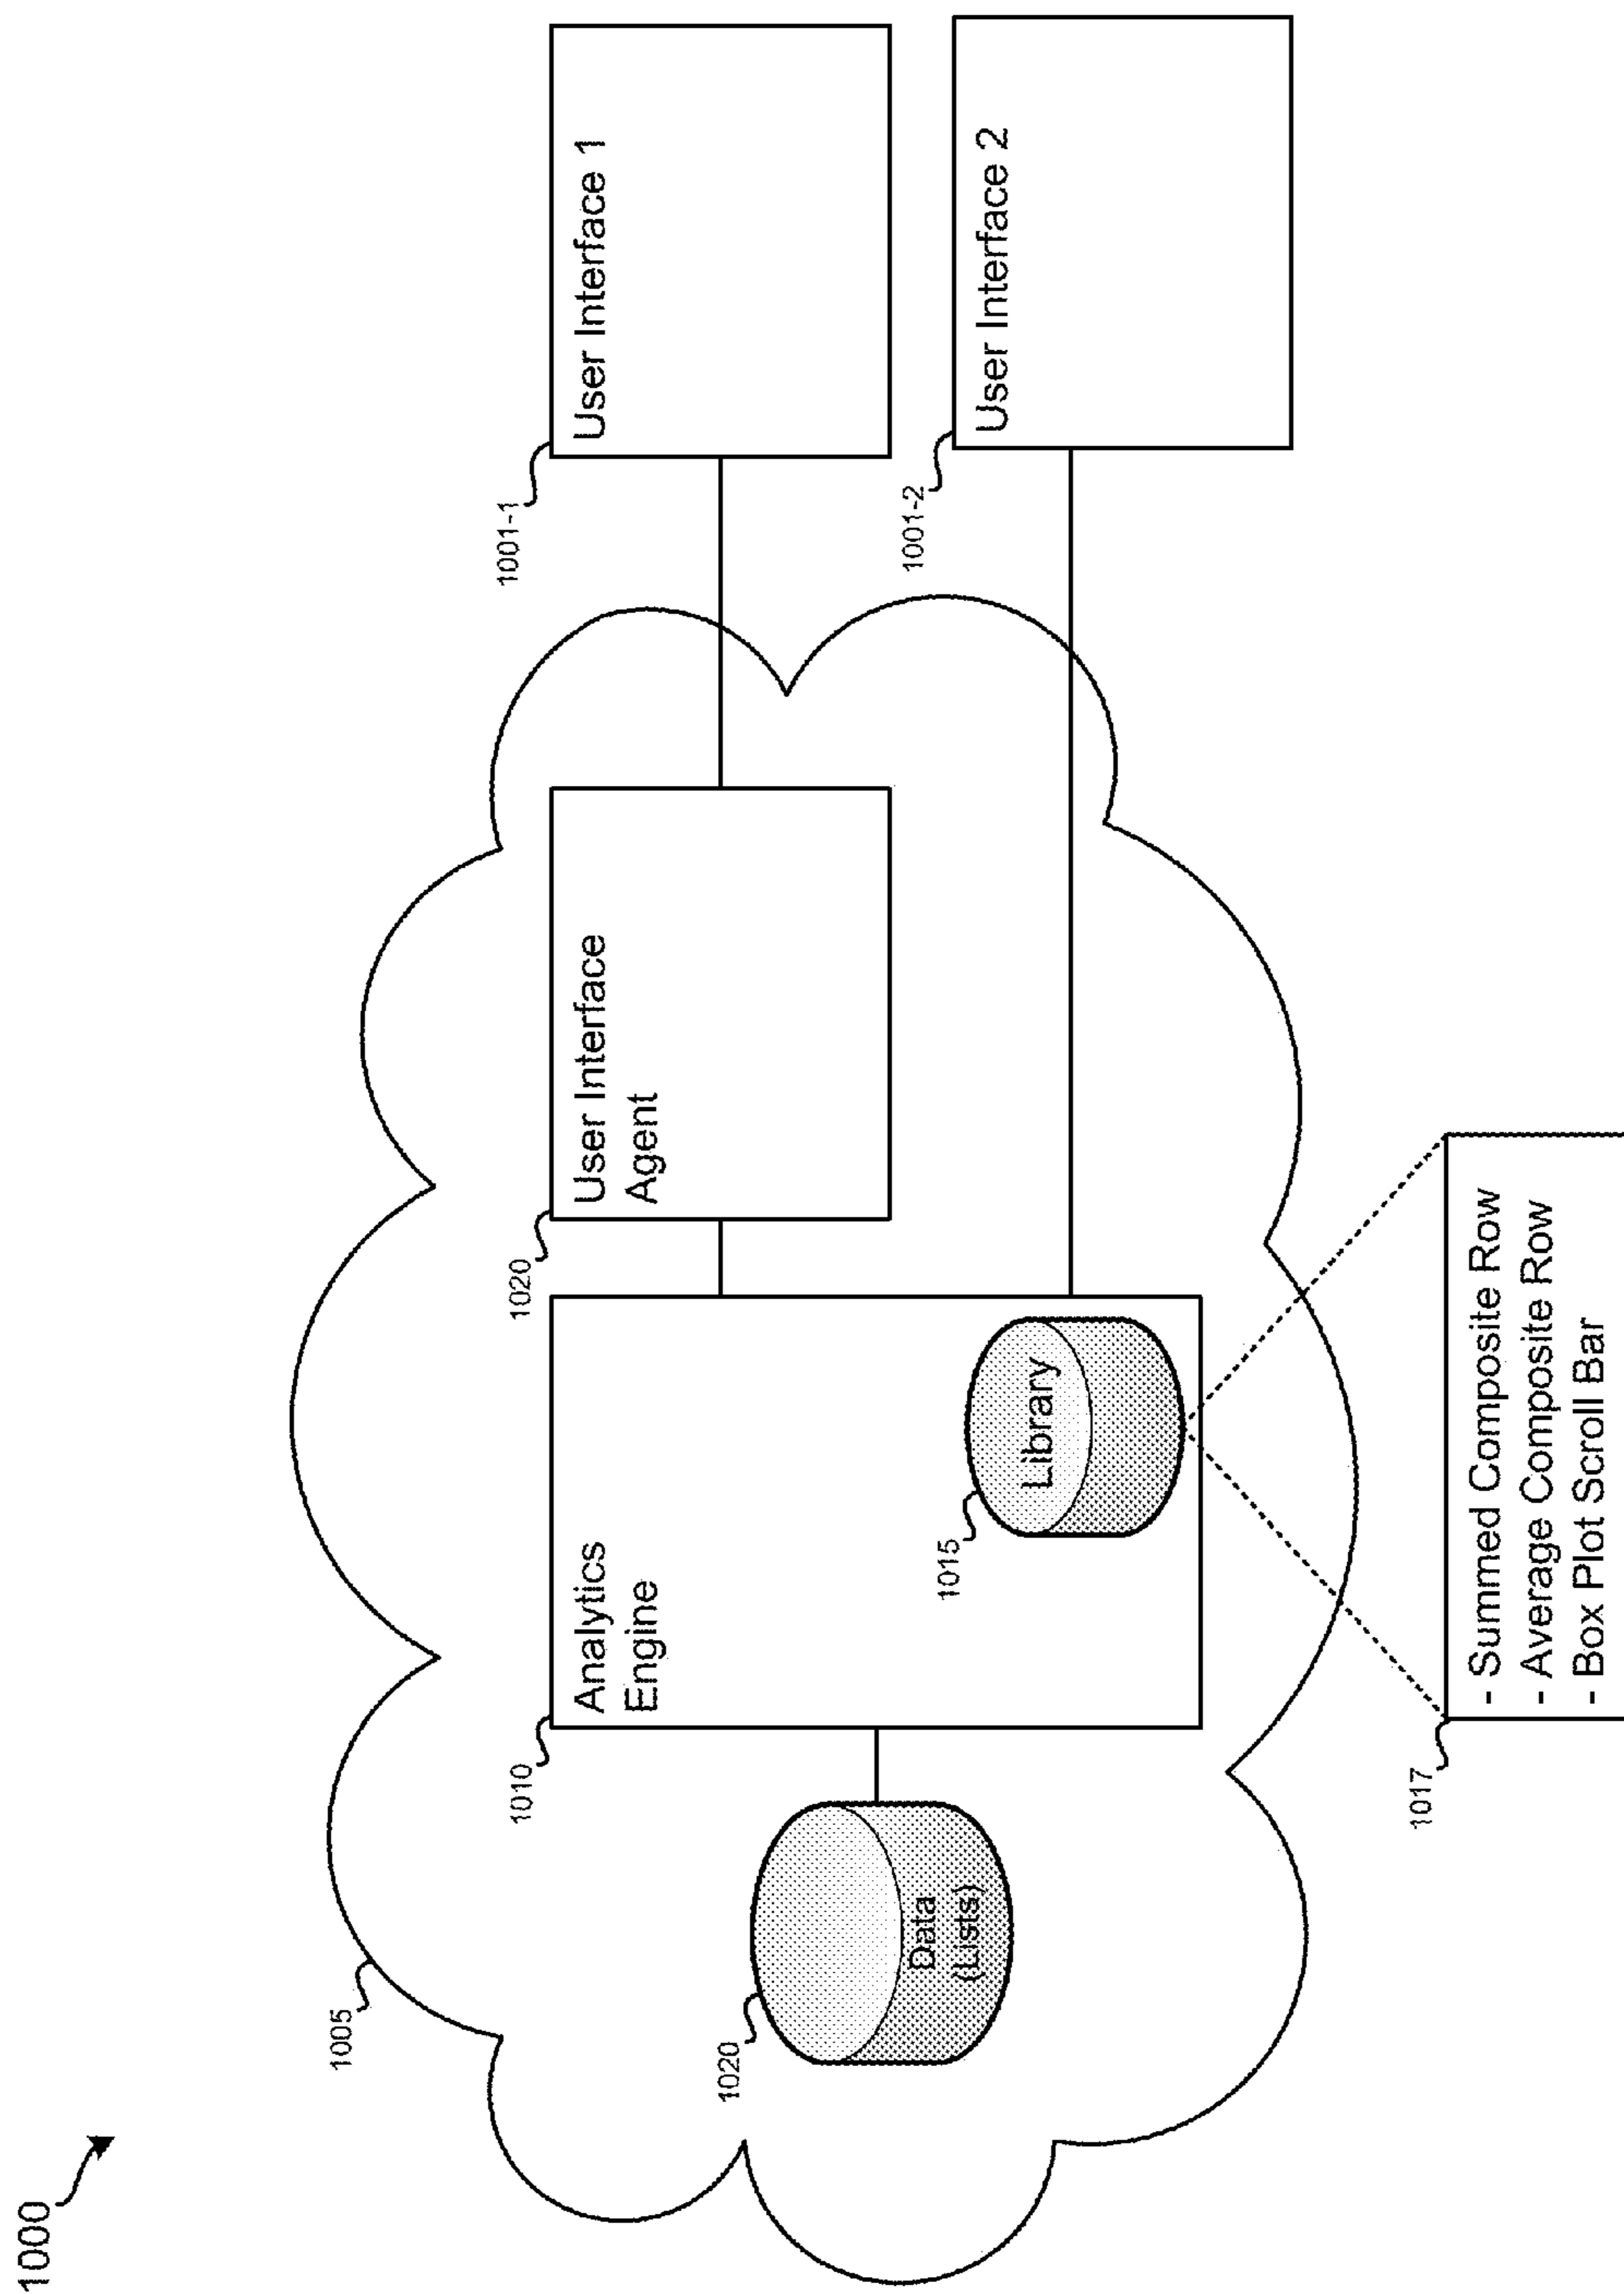 1000
1005
1020
Data
(Lists)
1010
Analytics
Engine
1015
Library
1020
User Interface
Agent
1001-1
User Interface 1
1001-2
User Interface 2
1017
- Summed Composite Row
- Average Composite Row
- Box Plot Scroll Bar